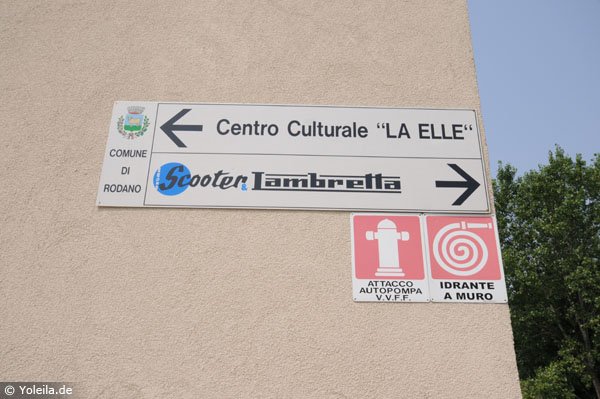 COMUNE
DI
RODANO
Centro Culturale "LA ELLE"
Scooter & Lambretta
ATTACCO
AUTOPOMPA
V.V.F.F.
IDRANTE
A MURO
© Yoleila.de